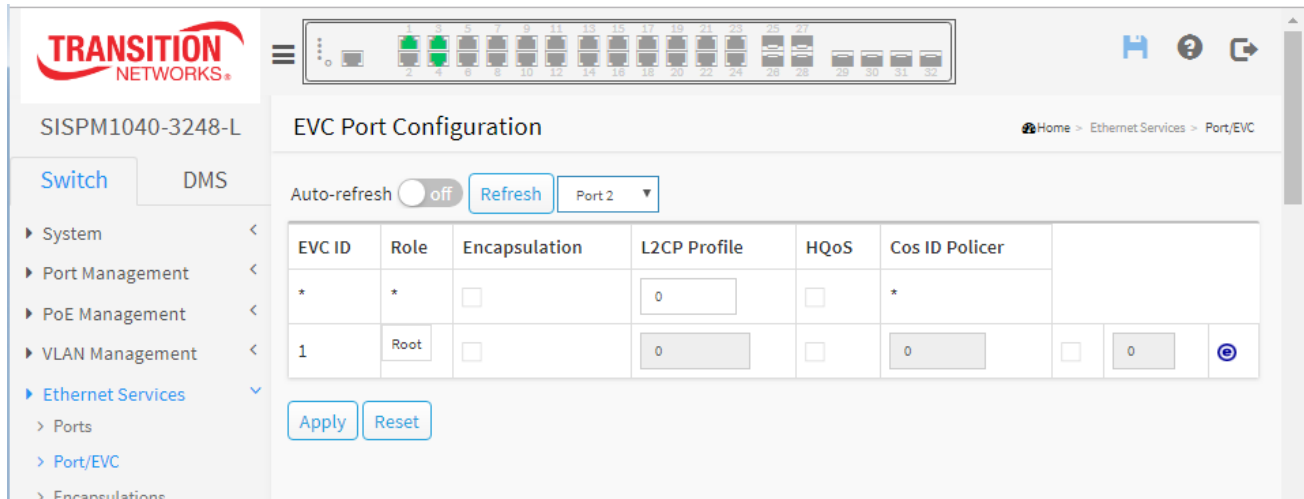 TRANSITION
NETWORKS®
1 3 5 7 9 11 13 15 17 19 21 23 25 27
2 4 6 8 10 12 14 16 18 20 22 24 26 28 29 30 31 32
SISPM1040-3248-L
EVC Port Configuration
Home > Ethernet Services > Port/EVC
Switch DMS
Auto-refresh off Refresh Port 2
System
Port Management
PoE Management
VLAN Management
Ethernet Services
> Ports
> Port/EVC
> Encapsulations
EVC ID Role Encapsulation L2CP Profile HQoS Cos ID Policer
* * 0 *
1 Root 0 0 0 e
Apply Reset